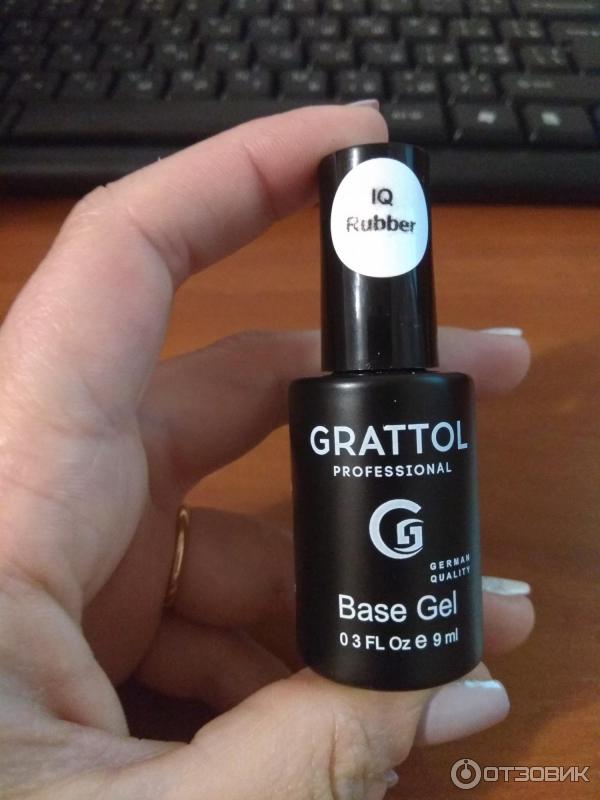 IQ
Rubber
GRATTOL
PROFESSIONAL
GERMAN
QUALITY
Base Gel
0 3 FL Oz e 9 ml
ОТЗОВИК